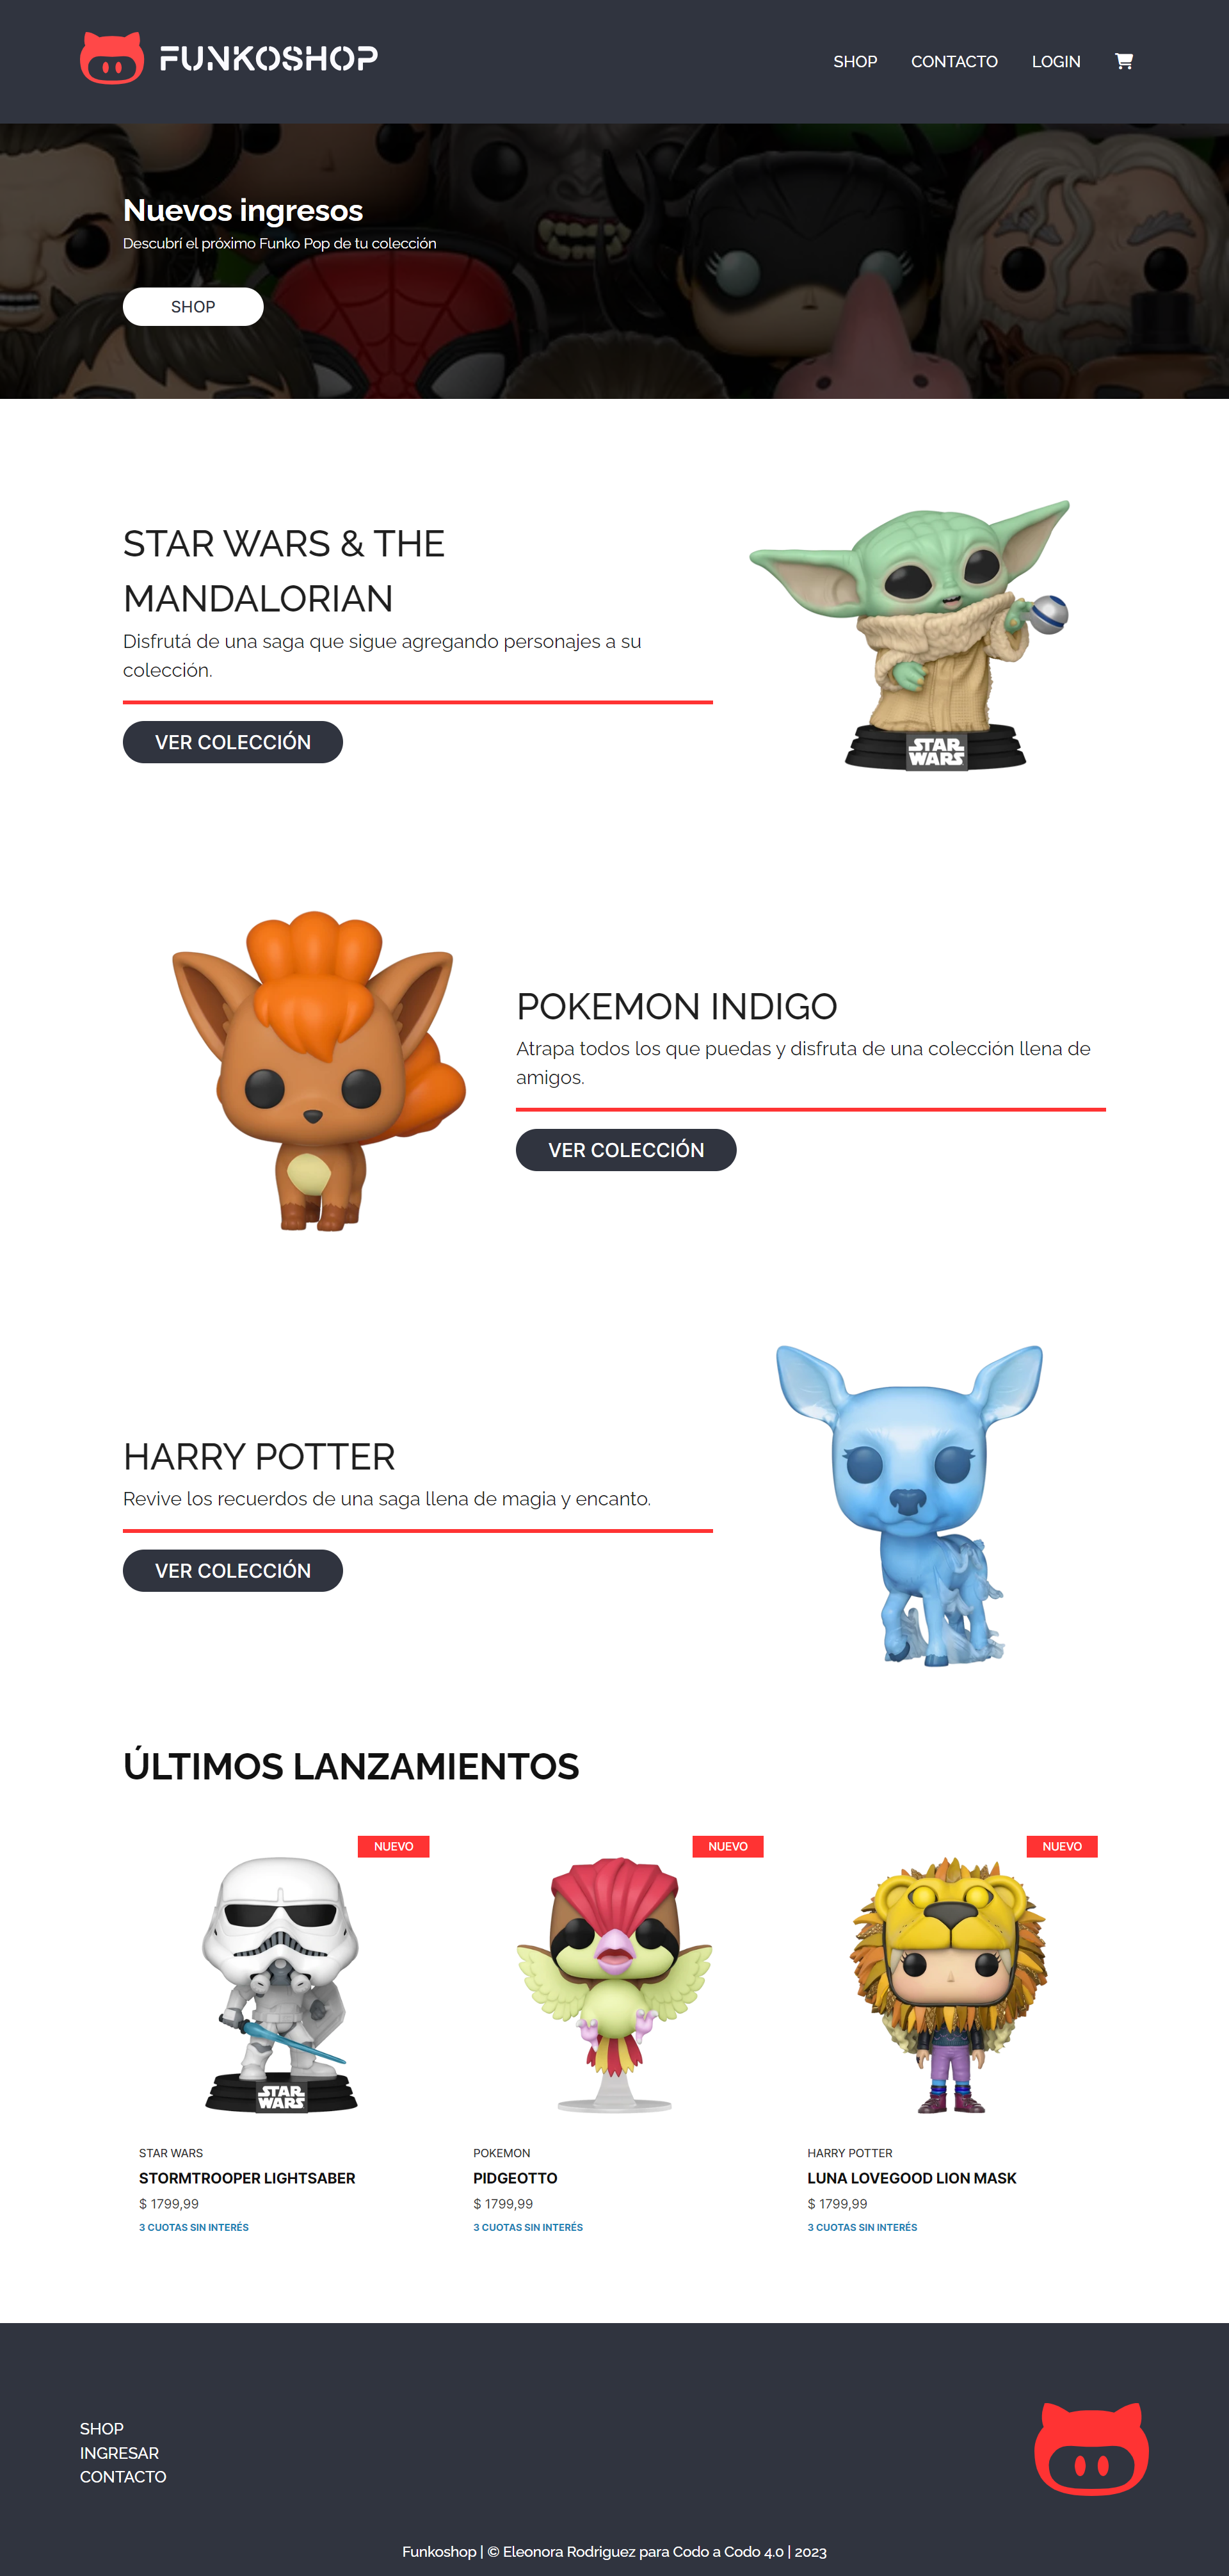 FUNKOSHOP
SHOP CONTACTO LOGIN
Nuevos ingresos
Descubrí el próximo Funko Pop de tu colección
SHOP
STAR WARS & THE
MANDALORIAN
Disfrutá de una saga que sigue agregando personajes a su
colección.
VER COLECCIÓN
STAR
WARS
POKEMON INDIGO
Atrapa todos los que puedas y disfruta de una colección llena de
amigos.
VER COLECCIÓN
HARRY POTTER
Revive los recuerdos de una saga llena de magia y encanto.
VER COLECCIÓN
ÚLTIMOS LANZAMIENTOS
NUEVO
STAR
WARS
STAR WARS
STORMTROOPER LIGHTSABER
$ 1799,99
3 CUOTAS SIN INTERÉS
NUEVO
POKEMON
PIDGEOTTO
$ 1799,99
3 CUOTAS SIN INTERÉS
NUEVO
HARRY POTTER
LUNA LOVEGOOD LION MASK
$ 1799,99
3 CUOTAS SIN INTERÉS
SHOP
INGRESAR
CONTACTO
Funkoshop | © Eleonora Rodriguez para Codo a Codo 4.0 | 2023